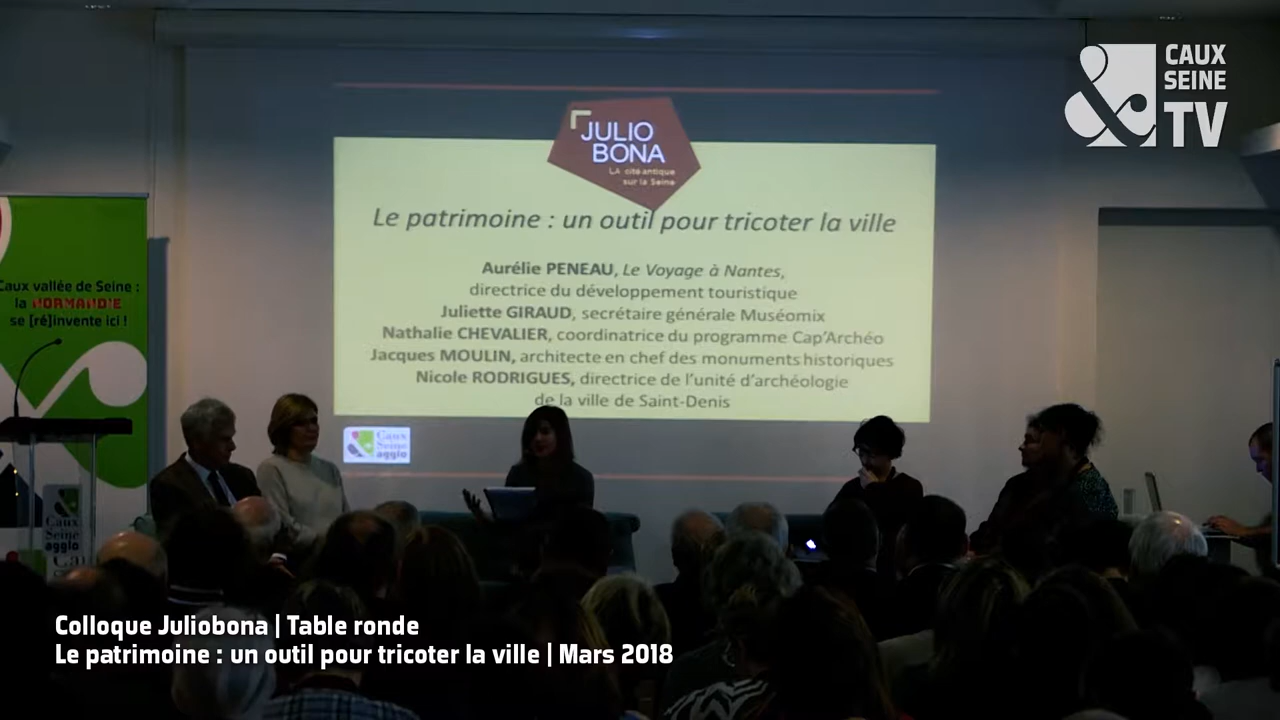 CAUX
SEINE
TV
JULIO
BONA
LA cité antique
sur la Seine
Le patrimoine : un outil pour tricoter la ville
Aurélie PENEAU, Le Voyage à Nantes,
directrice du développement touristique
Juliette GIRAUD, secrétaire générale Muséomix
Nathalie CHEVALIER, coordinatrice du programme Cap'Archéo
Jacques MOULIN, architecte en chef des monuments historiques
Nicole RODRIGUES, directrice de l'unité d'archéologie
de la ville de Saint-Denis
Caux vallée de Seine :
la NORMANDIE
se [ré]invente ici !
Caux
Seine
agglo
Caux
Seine
agglo
Colloque Juliobona | Table ronde
Le patrimoine : un outil pour tricoter la ville | Mars 2018